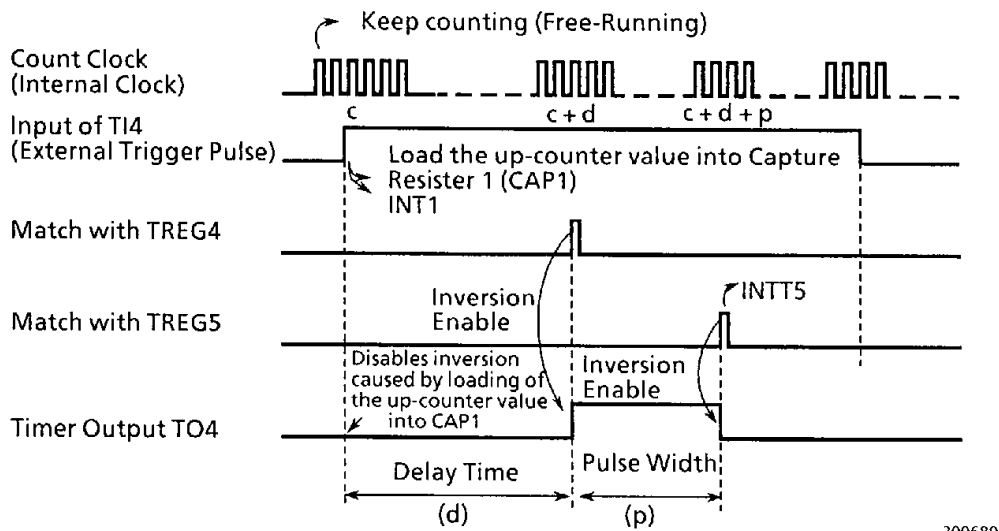 Keep counting (Free-Running)
Count Clock
(Internal Clock)
c
c + d
c + d + p
Input of TI4
(External Trigger Pulse)
Load the up-counter value into Capture
Resister 1 (CAP1)
INT1
Match with TREG4
Inversion
Enable
INTT5
Match with TREG5
Disables inversion
caused by loading of
the up-counter value
into CAP1
Inversion
Enable
Timer Output TO4
Delay Time
(d)
Pulse Width
(p)